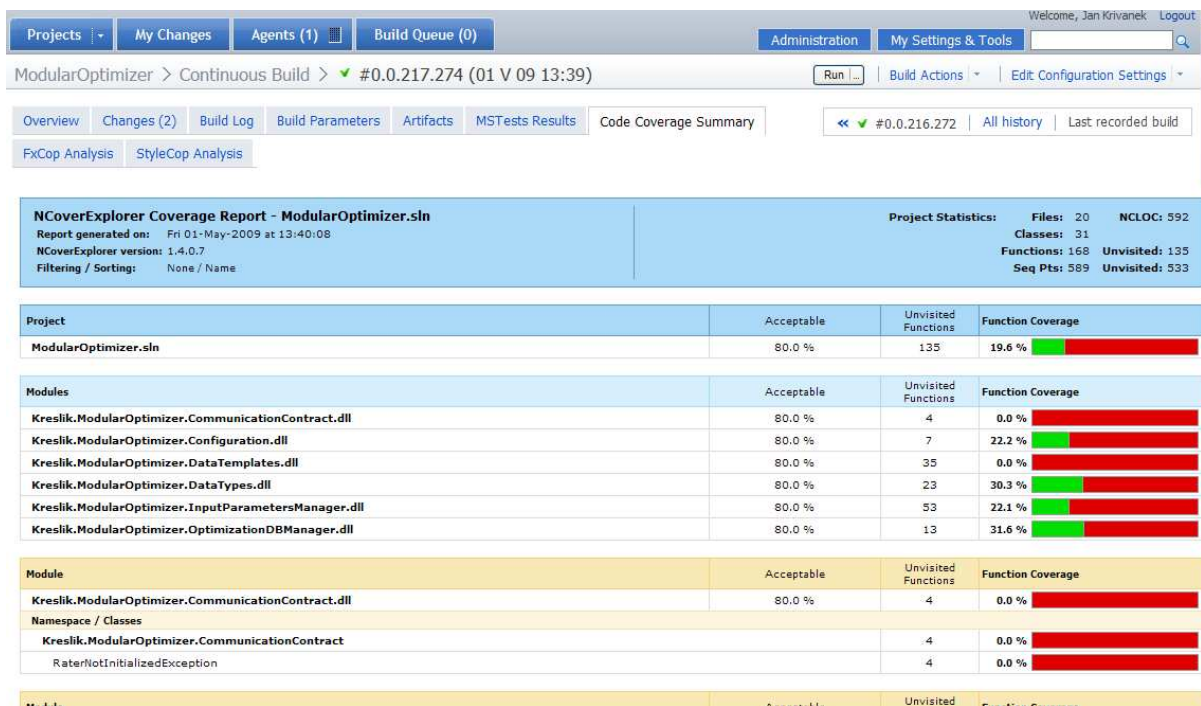 Welcome, Jan Krivanek Logout
Projects My Changes Agents (1) Build Queue (0)
Administration My Settings & Tools
ModularOptimizer > Continuous Build > #0.0.217.274 (01 V 09 13:39)
Run ... Build Actions Edit Configuration Settings
Overview Changes (2) Build Log Build Parameters Artifacts MSTests Results Code Coverage Summary
« #0.0.216.272 | All history | Last recorded build
FxCop Analysis StyleCop Analysis
NCoverExplorer Coverage Report - ModularOptimizer.sln
Report generated on: Fri 01-May-2009 at 13:40:08
NCoverExplorer version: 1.4.0.7
Filtering / Sorting: None / Name
Project Statistics: Files: 20 NCLOC: 592
Classes: 31
Functions: 168 Unvisited: 135
Seq Pts: 589 Unvisited: 533
Project Acceptable Unvisited Functions Function Coverage
ModularOptimizer.sln 80.0 % 135 19.6 %
Modules Acceptable Unvisited Functions Function Coverage
Kreslik.ModularOptimizer.CommunicationContract.dll 80.0 % 4 0.0 %
Kreslik.ModularOptimizer.Configuration.dll 80.0 % 7 22.2 %
Kreslik.ModularOptimizer.DataTemplates.dll 80.0 % 35 0.0 %
Kreslik.ModularOptimizer.DataTypes.dll 80.0 % 23 30.3 %
Kreslik.ModularOptimizer.InputParametersManager.dll 80.0 % 53 22.1 %
Kreslik.ModularOptimizer.OptimizationDBManager.dll 80.0 % 13 31.6 %
Module Acceptable Unvisited Functions Function Coverage
Kreslik.ModularOptimizer.CommunicationContract.dll 80.0 % 4 0.0 %
Namespace / Classes
Kreslik.ModularOptimizer.CommunicationContract 4 0.0 %
RaterNotInitializedException 4 0.0 %
Unvisited